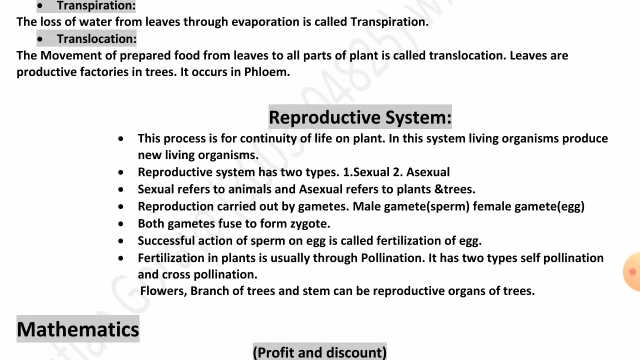 • Transpiration:
The loss of water from leaves through evaporation is called Transpiration.
• Translocation:
The Movement of prepared food from leaves to all parts of plant is called translocation. Leaves are
productive factories in trees. It occurs in Phloem.
Reproductive System:
• This process is for continuity of life on plant. In this system living organisms produce
new living organisms.
• Reproductive system has two types. 1.Sexual 2. Asexual
• Sexual refers to animals and Asexual refers to plants &trees.
• Reproduction carried out by gametes. Male gamete(sperm) female gamete(egg)
• Both gametes fuse to form zygote.
• Successful action of sperm on egg is called fertilization of egg.
• Fertilization in plants is usually through Pollination. It has two types self pollination
and cross pollination.
Flowers, Branch of trees and stem can be reproductive organs of trees.
Mathematics
(Profit and discount)